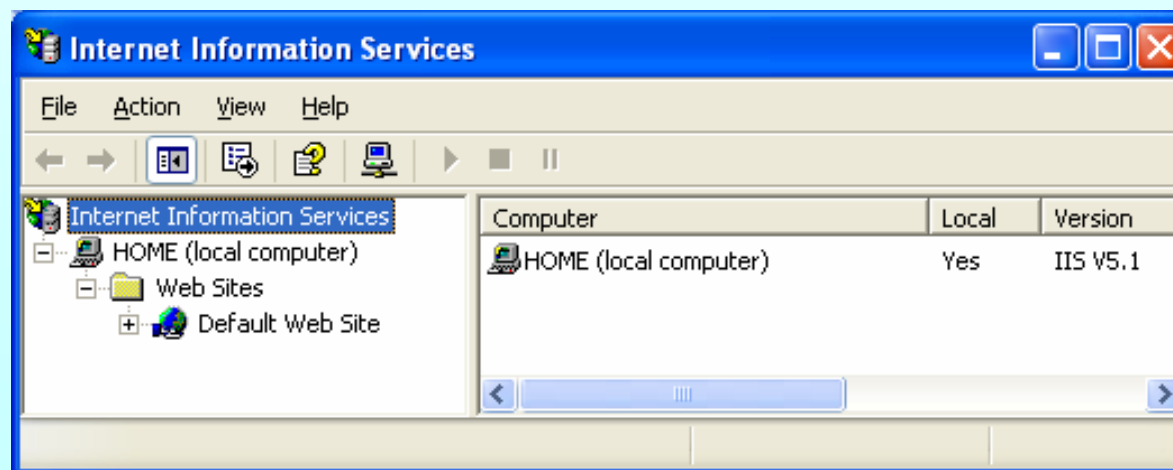 Internet Information Services
File Action View Help
Internet Information Services
HOME (local computer)
Web Sites
Default Web Site
Computer Local Version
HOME (local computer) Yes IIS V5.1